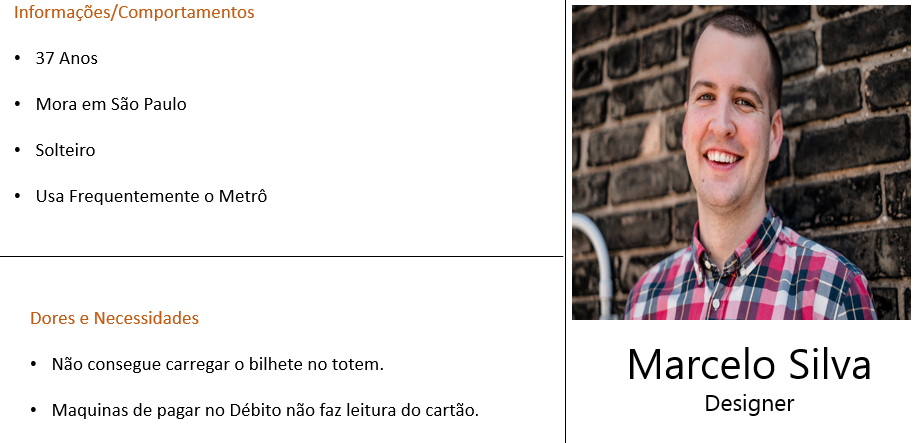 Informações/Comportamentos
• 37 Anos
• Mora em São Paulo
• Solteiro
• Usa Frequentemente o Metrô
Dores e Necessidades
• Não consegue carregar o bilhete no totem.
• Maquinas de pagar no Débito não faz leitura do cartão.
Marcelo Silva
Designer